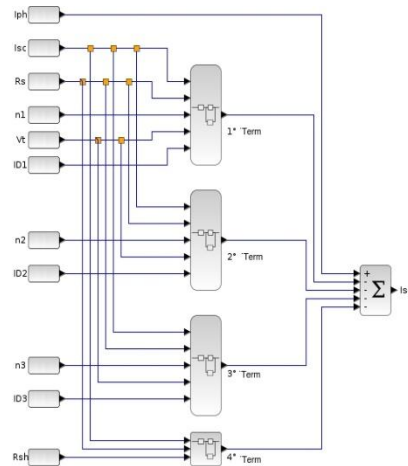 Iph
Isc
Rs
n1
Vt
ID1
1° Term
n2
ID2
2° Term
+
-
-
-
-
Σ
Is
n3
ID3
3° Term
Rsh
4° Term